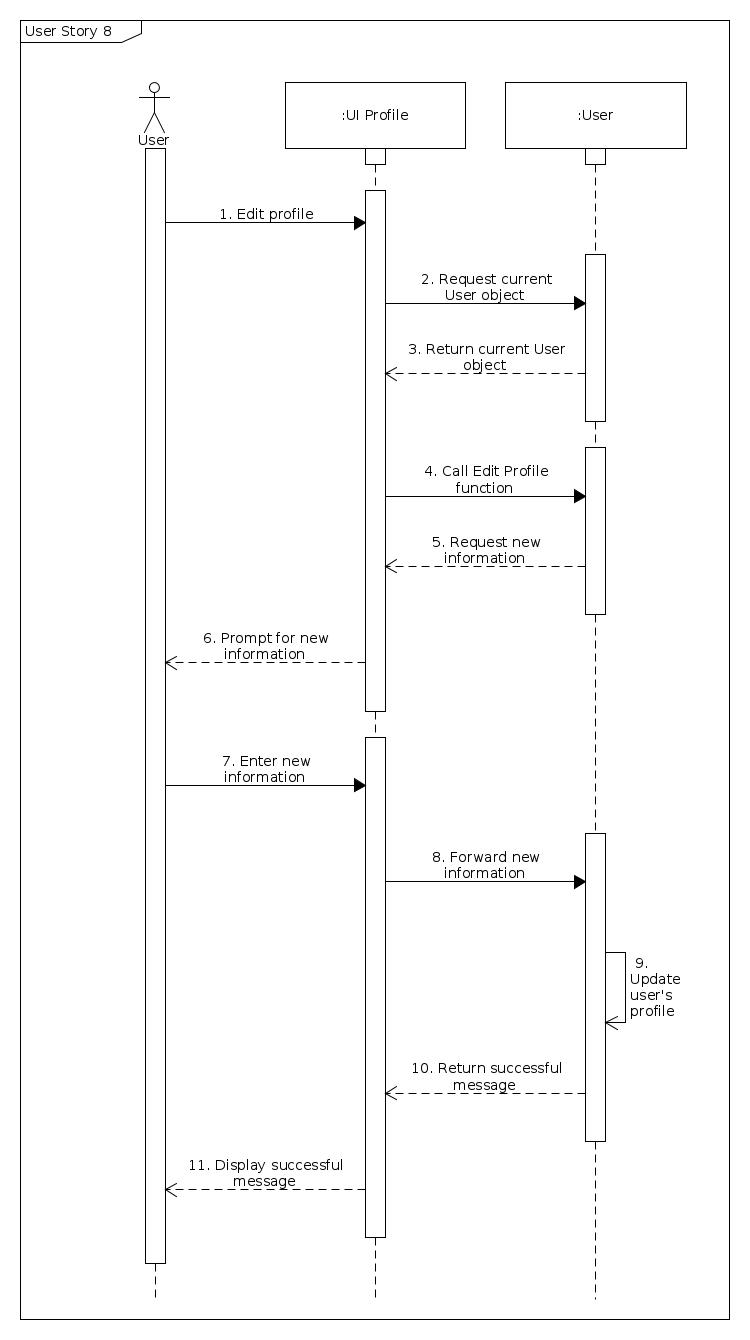 User Story 8
User
:UI Profile
:User
1. Edit profile
2. Request current
User object
3. Return current User
object
4. Call Edit Profile
function
5. Request new
information
6. Prompt for new
information
7. Enter new
information
8. Forward new
information
9.
Update
user's
profile
10. Return successful
message
11. Display successful
message